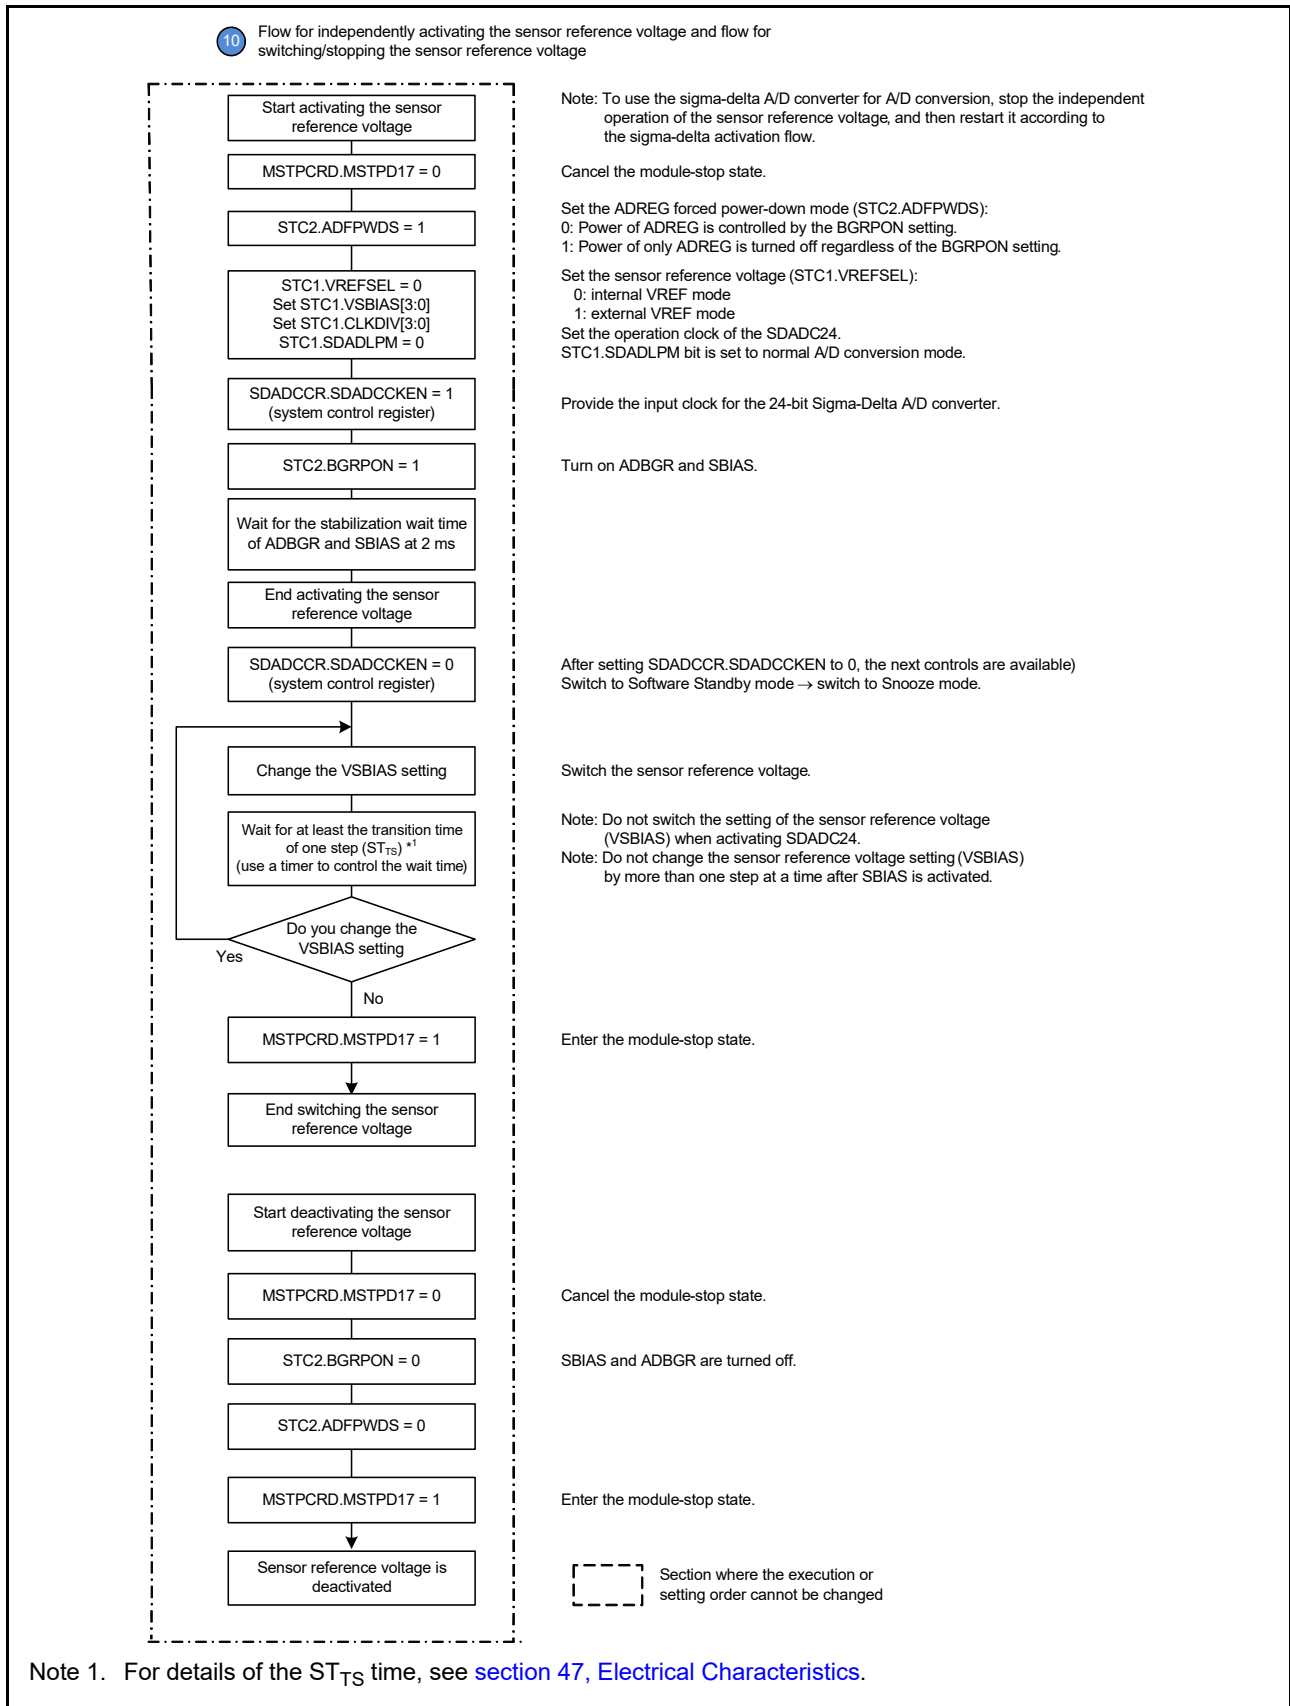 10 Flow for independently activating the sensor reference voltage and flow for
switching/stopping the sensor reference voltage
Start activating the sensor
reference voltage
Note: To use the sigma-delta A/D converter for A/D conversion, stop the independent
operation of the sensor reference voltage, and then restart it according to
the sigma-delta activation flow.
MSTPCRD.MSTPD17 = 0
Cancel the module-stop state.
STC2.ADFPWDS = 1
Set the ADREG forced power-down mode (STC2.ADFPWDS):
0: Power of ADREG is controlled by the BGRPON setting.
1: Power of only ADREG is turned off regardless of the BGRPON setting.
STC1.VREFSEL = 0
Set STC1.VSBIAS[3:0]
Set STC1.CLKDIV[3:0]
STC1.SDADLPM = 0
Set the sensor reference voltage (STC1.VREFSEL):
0: internal VREF mode
1: external VREF mode
Set the operation clock of the SDADC24.
STC1.SDADLPM bit is set to normal A/D conversion mode.
SDADCCR.SDADCCKEN = 1
(system control register)
Provide the input clock for the 24-bit Sigma-Delta A/D converter.
STC2.BGRPON = 1
Turn on ADBGR and SBIAS.
Wait for the stabilization wait time
of ADBGR and SBIAS at 2 ms
End activating the sensor
reference voltage
SDADCCR.SDADCCKEN = 0
(system control register)
After setting SDADCCR.SDADCCKEN to 0, the next controls are available)
Switch to Software Standby mode → switch to Snooze mode.
Change the VSBIAS setting
Switch the sensor reference voltage.
Wait for at least the transition time
of one step (STTS) *1
(use a timer to control the wait time)
Note: Do not switch the setting of the sensor reference voltage
(VSBIAS) when activating SDADC24.
Note: Do not change the sensor reference voltage setting (VSBIAS)
by more than one step at a time after SBIAS is activated.
Do you change the
VSBIAS setting
Yes
No
MSTPCRD.MSTPD17 = 1
Enter the module-stop state.
End switching the sensor
reference voltage
Start deactivating the sensor
reference voltage
MSTPCRD.MSTPD17 = 0
Cancel the module-stop state.
STC2.BGRPON = 0
SBIAS and ADBGR are turned off.
STC2.ADFPWDS = 0
MSTPCRD.MSTPD17 = 1
Enter the module-stop state.
Sensor reference voltage is
deactivated
Section where the execution or
setting order cannot be changed
Note 1. For details of the STTS time, see section 47, Electrical Characteristics.